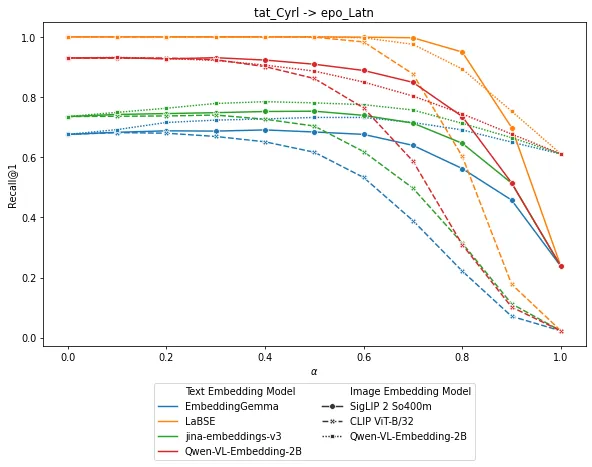 tat_Cyrl -> epo_Latn
Recall@1
1.0
0.8
0.6
0.4
0.2
0.0
0.0 0.2 0.4 0.6 0.8 1.0
α
Text Embedding Model
EmbeddingGemma
LaBSE
jina-embeddings-v3
Qwen-VL-Embedding-2B
Image Embedding Model
SigLIP 2 So400m
CLIP ViT-B/32
Qwen-VL-Embedding-2B